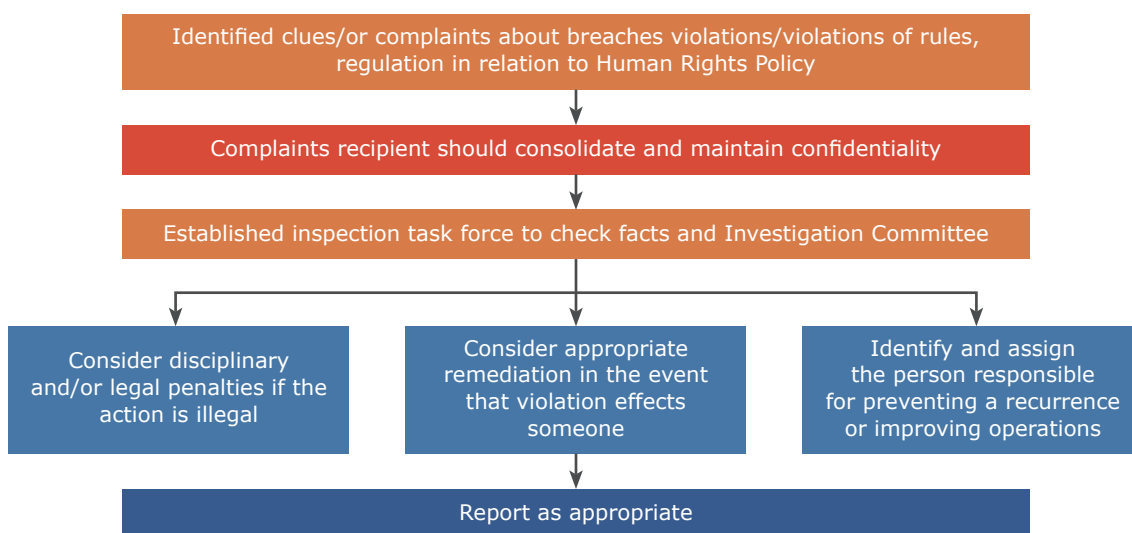 Identified clues/or complaints about breaches violations/violations of rules,
regulation in relation to Human Rights Policy
Complaints recipient should consolidate and maintain confidentiality
Established inspection task force to check facts and Investigation Committee
Consider disciplinary
and/or legal penalties if the
action is illegal
Consider appropriate
remediation in the event
that violation effects
someone
Identify and assign
the person responsible
for preventing a recurrence
or improving operations
Report as appropriate